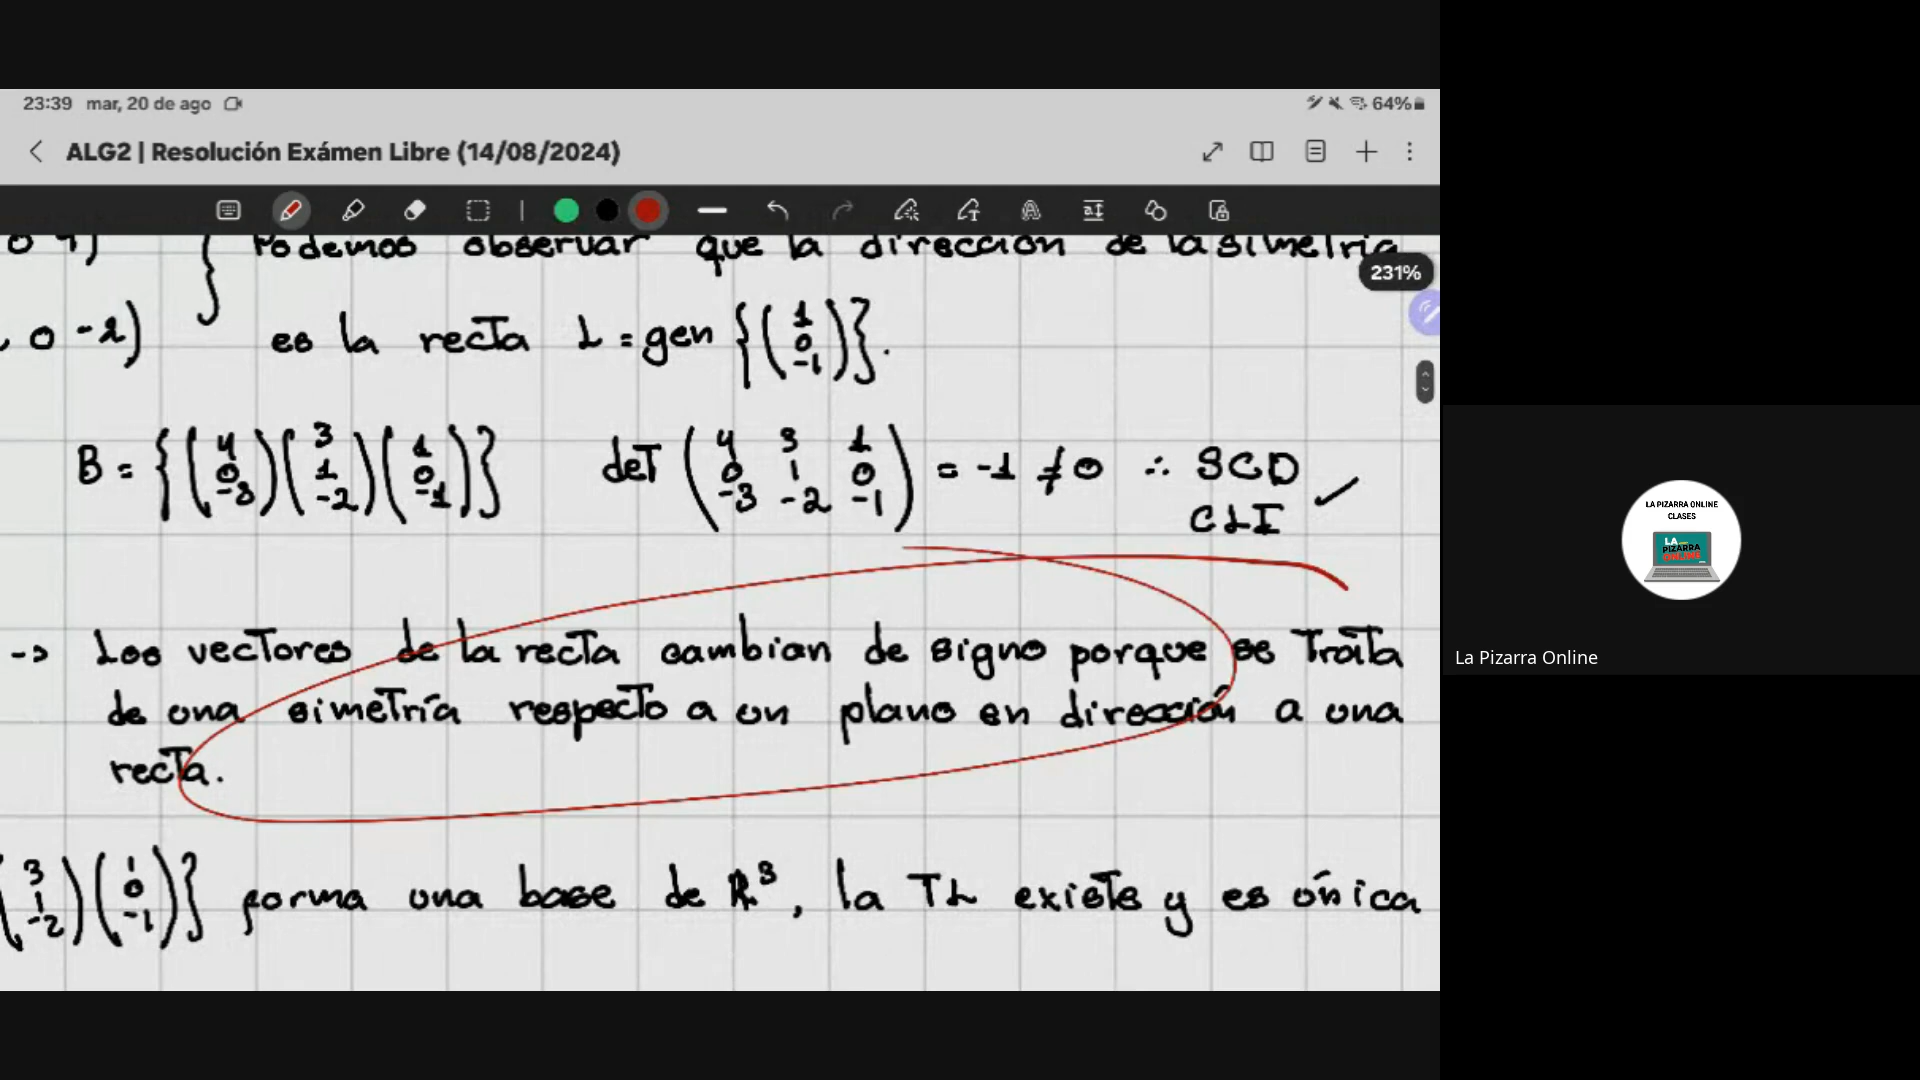 23:39 mar, 20 de ago 64%
ALG2 | Resolución Exámen Libre (14/08/2024)
Podemos observar que la dirección de la simetría
231%
, 0 -2) es la recta L = gen {(1 0 -1)}.
B = {(4 0 -3)(3 1 -2)(1 0 -1)} det (4 3 1 0 1 0 -3 -2 -1) = -1 ≠ 0 ∴ SCD
CLI ✓
-> Los vectores de la recta cambian de signo porque se trata
de una simetría respecto a un plano en dirección a una
recta.
(3 1 -2)(1 0 -1)} forma una base de R³, la TL existe y es única
LA PIZARRA ONLINE
CLASES
LA
PIZARRA
La Pizarra Online